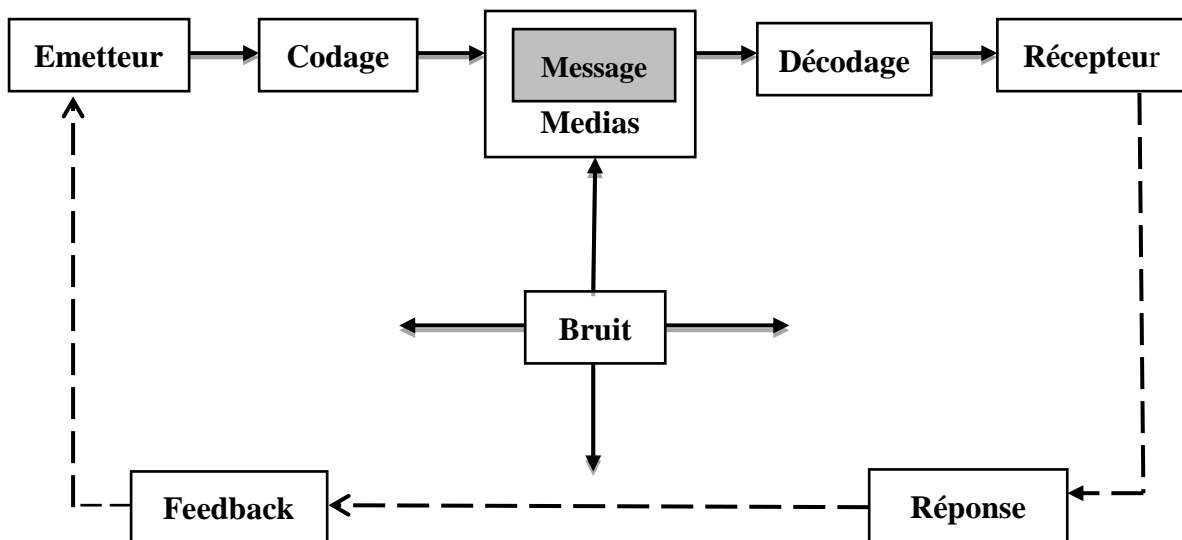 Emetteur
Codage
Message
Medias
Décodage
Récepteur
Bruit
Feedback
Réponse